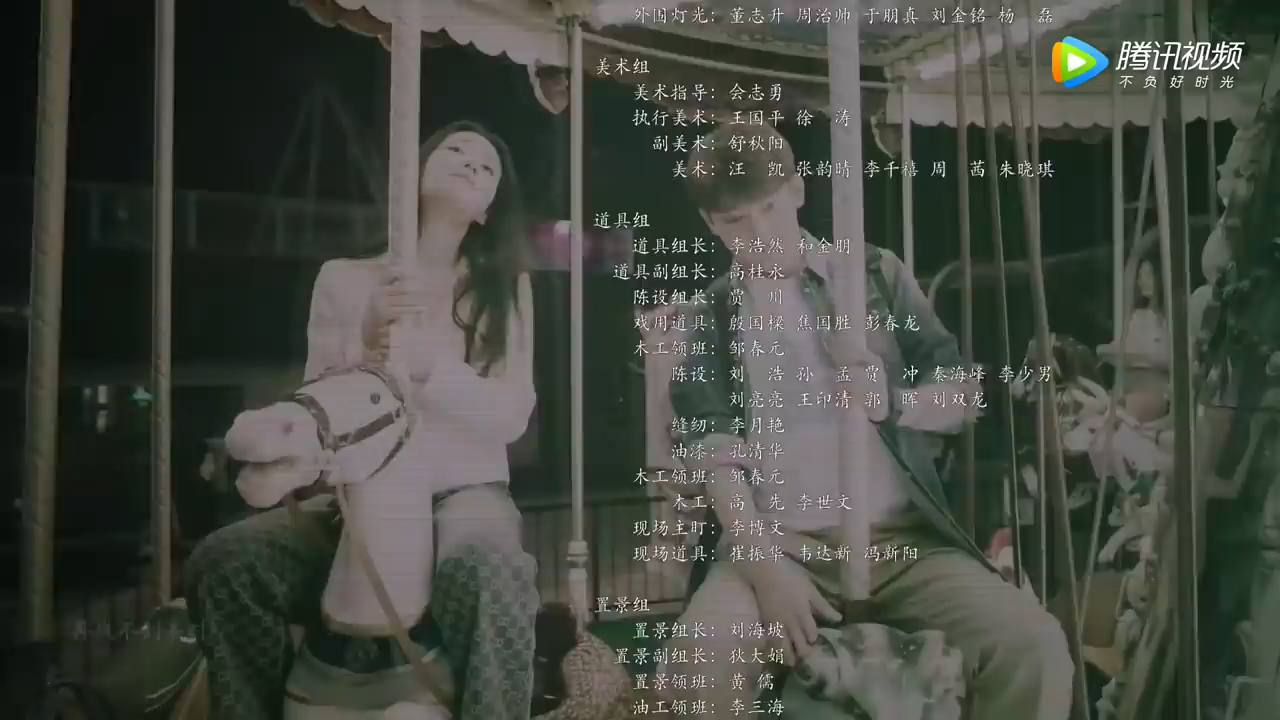 外围灯光：董志升 周治帅 于朋真 刘金铭 杨　磊
腾讯视频
不负好时光
美术组
美术指导：会志勇
执行美术：王国平 徐　涛
副美术：舒秋阳
美术：汪　凯 张韵晴 李千禧 周　茜 朱晓琪
道具组
道具组长：李浩然 和金朋
道具副组长：高桂永
陈设组长：贾　川
戏用道具：殷国樑 焦国胜 彭春龙
木工领班：邹春元
陈设：刘　浩 孙　孟 贾　冲 秦海峰 李少男
刘亮亮 王印清 郭　晖 刘双龙
缝纫：李月艳
油漆：孔清华
木工领班：邹春元
木工：高　先 李世文
现场主盯：李博文
现场道具：崔振华 韦达新 冯新阳
置景组
置景组长：刘海坡
置景副组长：狄大娟
置景领班：黄 儒
油工领班：李三海